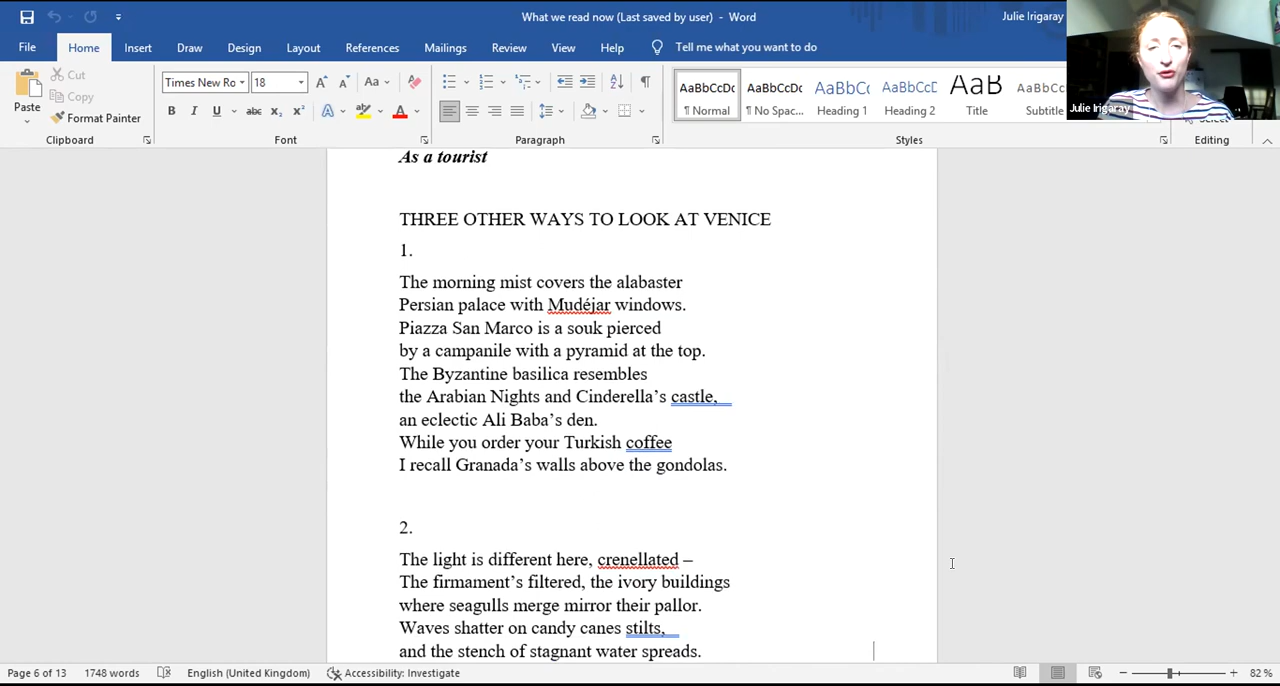 What we read now (Last saved by user) - Word
Julie Irigaray
File Home Insert Draw Design Layout References Mailings Review View Help Tell me what you want to do
Paste
Cut
Copy
Format Painter
Clipboard
Times New Ro 18
Aa
B I U abc x₂ x² A A
Font
Paragraph
AaBbCcDc AaBbCcDc AaBbCc AaBbCcC AaB AaBbCcD
¶ Normal ¶ No Spac... Heading 1 Heading 2 Title Subtitle
Styles
Editing
Julie Irigaray
As a tourist
THREE OTHER WAYS TO LOOK AT VENICE
1.
The morning mist covers the alabaster
Persian palace with Mudéjar windows.
Piazza San Marco is a souk pierced
by a campanile with a pyramid at the top.
The Byzantine basilica resembles
the Arabian Nights and Cinderella’s castle,
an eclectic Ali Baba’s den.
While you order your Turkish coffee
I recall Granada’s walls above the gondolas.
2.
The light is different here, crenellated –
The firmament’s filtered, the ivory buildings
where seagulls merge mirror their pallor.
Waves shatter on candy canes stilts,
and the stench of stagnant water spreads.
Page 6 of 13 1748 words English (United Kingdom) Accessibility: Investigate 82 %